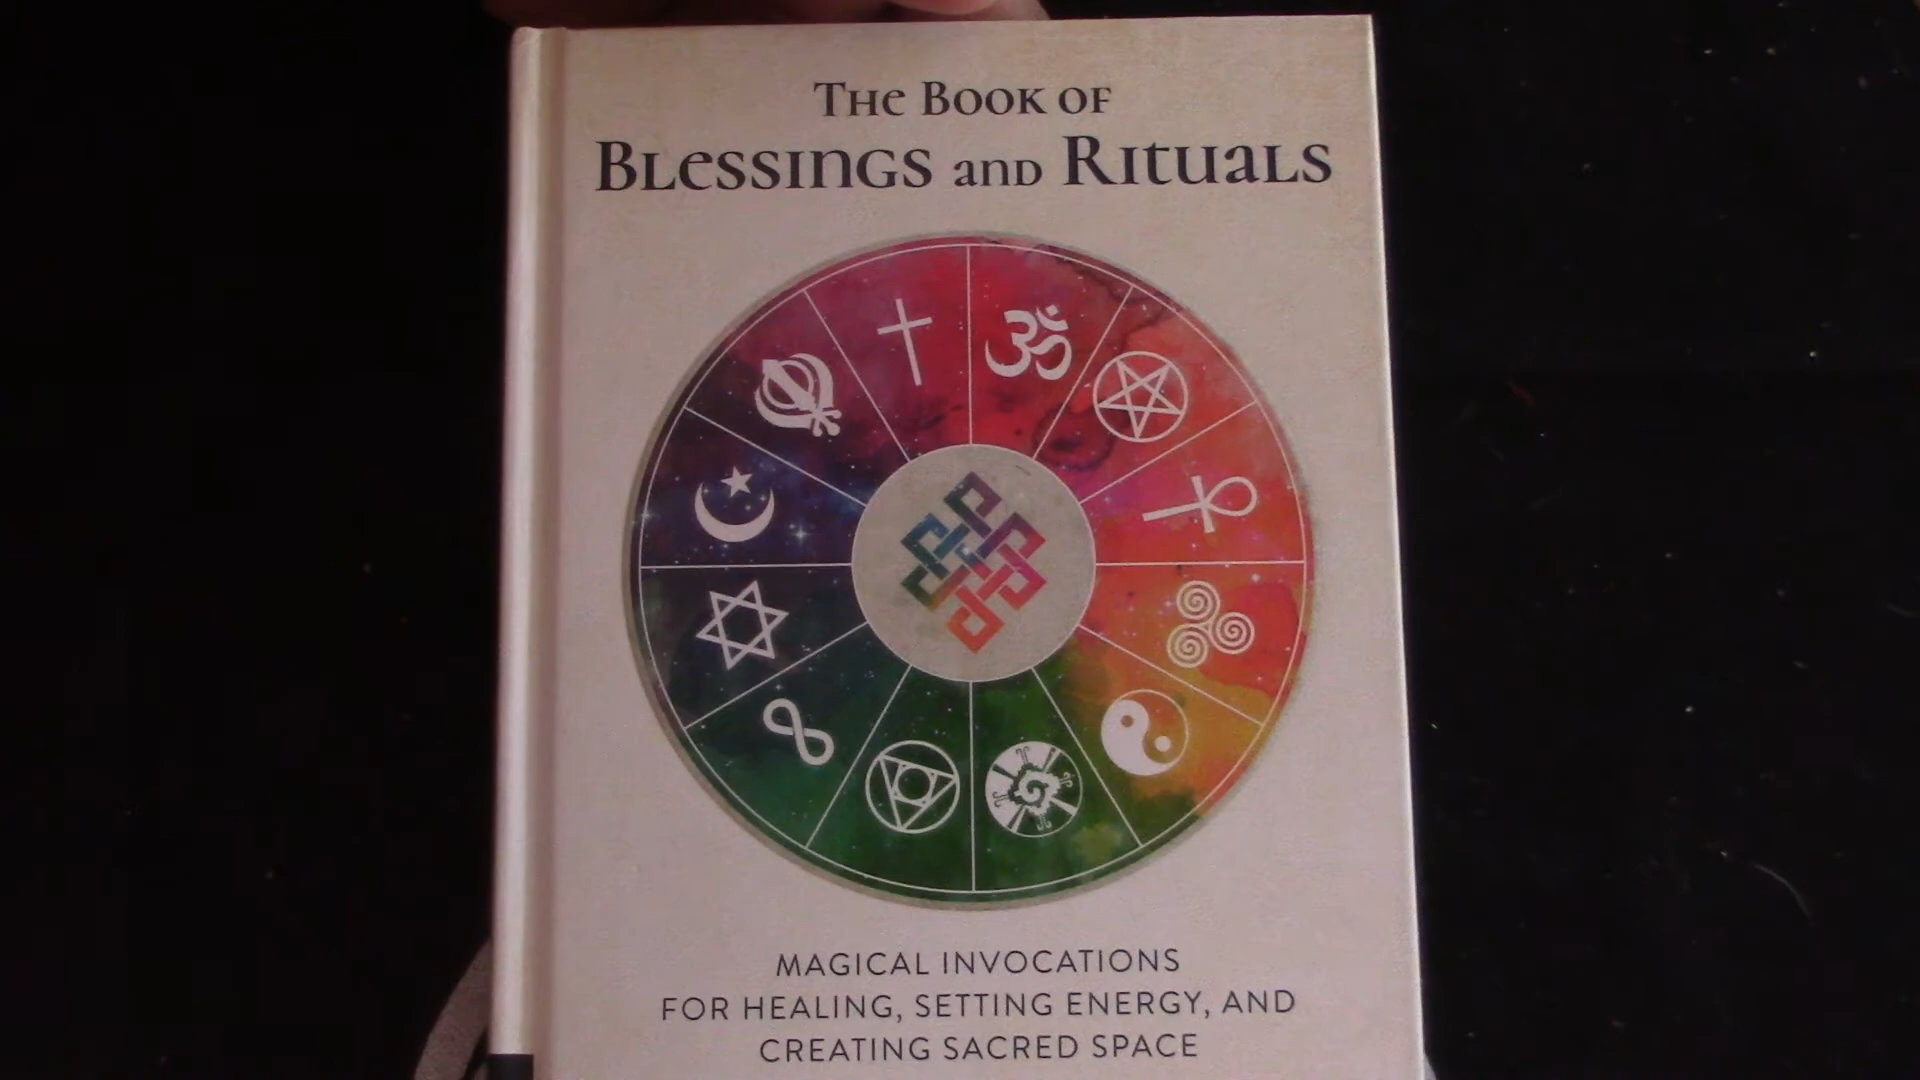 The Book of
Blessings and Rituals
MAGICAL INVOCATIONS
FOR HEALING, SETTING ENERGY, AND
CREATING SACRED SPACE